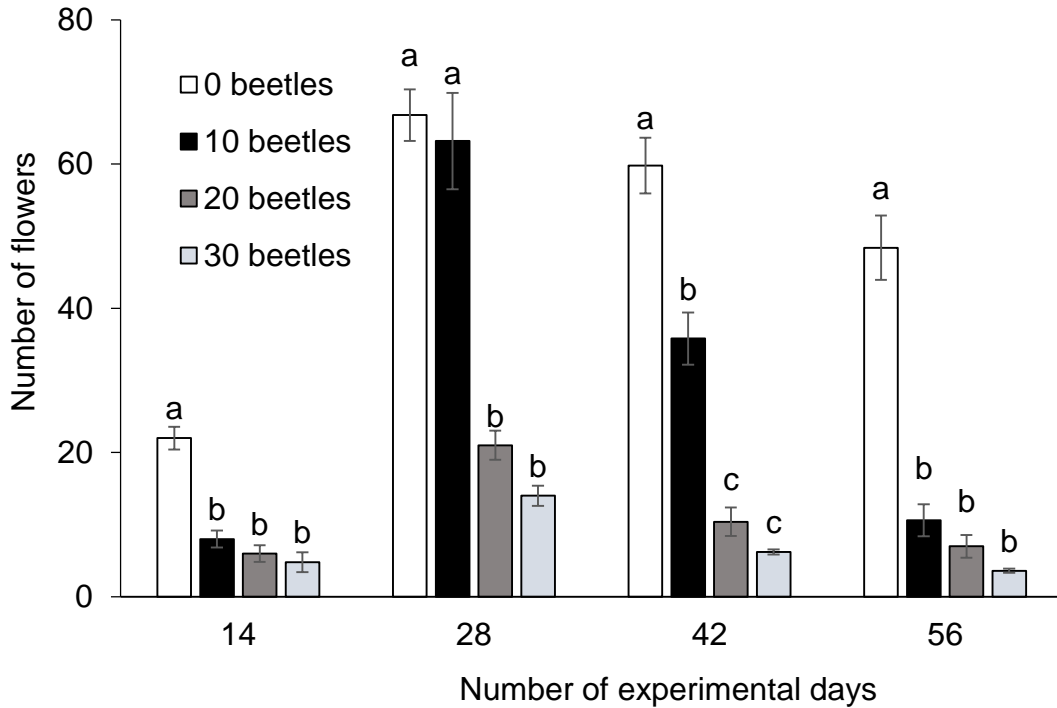 Number of flowers
80
60
40
20
0
0 beetles
10 beetles
20 beetles
30 beetles
a b b b
a a b b
a b c c
a b b b
14 28 42 56
Number of experimental days